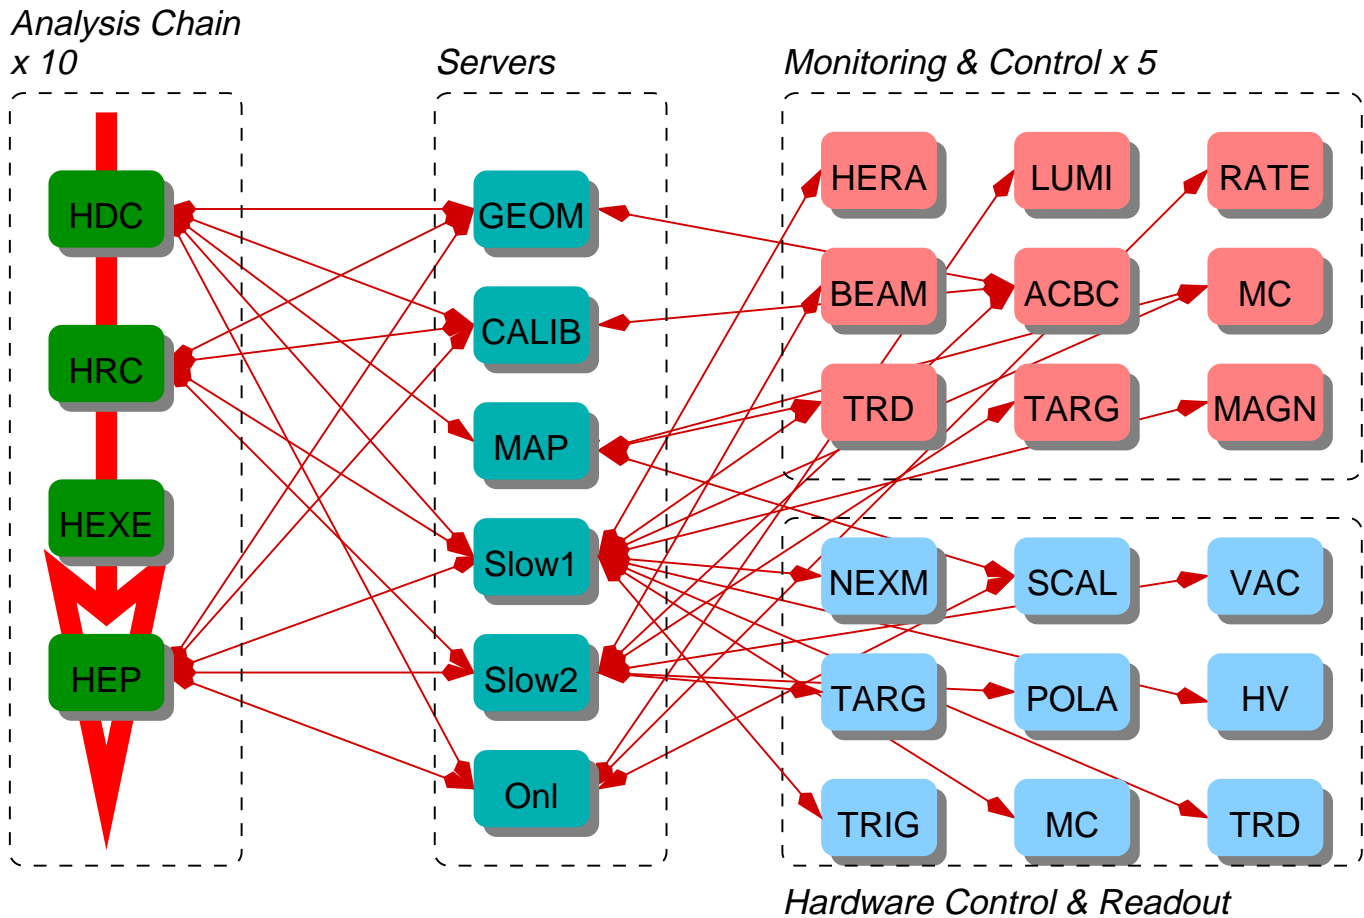 Analysis Chain
x 10
Servers
Monitoring & Control x 5
HDC
HRC
HEXE
HEP
GEOM
CALIB
MAP
Slow1
Slow2
Onl
HERA LUMI RATE
BEAM ACBC MC
TRD TARG MAGN
NEXM SCAL VAC
TARG POLA HV
TRIG MC TRD
Hardware Control & Readout